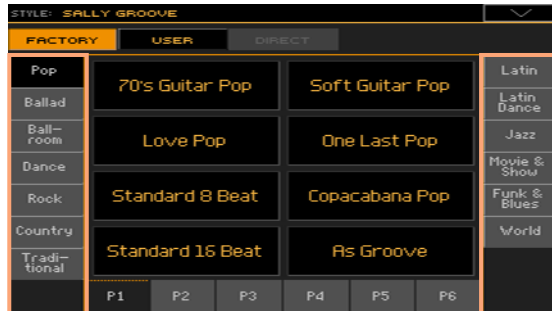 STYLE: SALLY GROOVE
FACTORY USER DIRECT
Pop
Ballad
Ball-
room
Dance
Rock
Country
Tradi-
tional
70's Guitar Pop
Soft Guitar Pop
Love Pop
One Last Pop
Standard 8 Beat
Copacabana Pop
Standard 16 Beat
As Groove
Latin
Latin
Dance
Jazz
Movie &
Show
Funk &
Blues
World
P1 P2 P3 P4 P5 P6